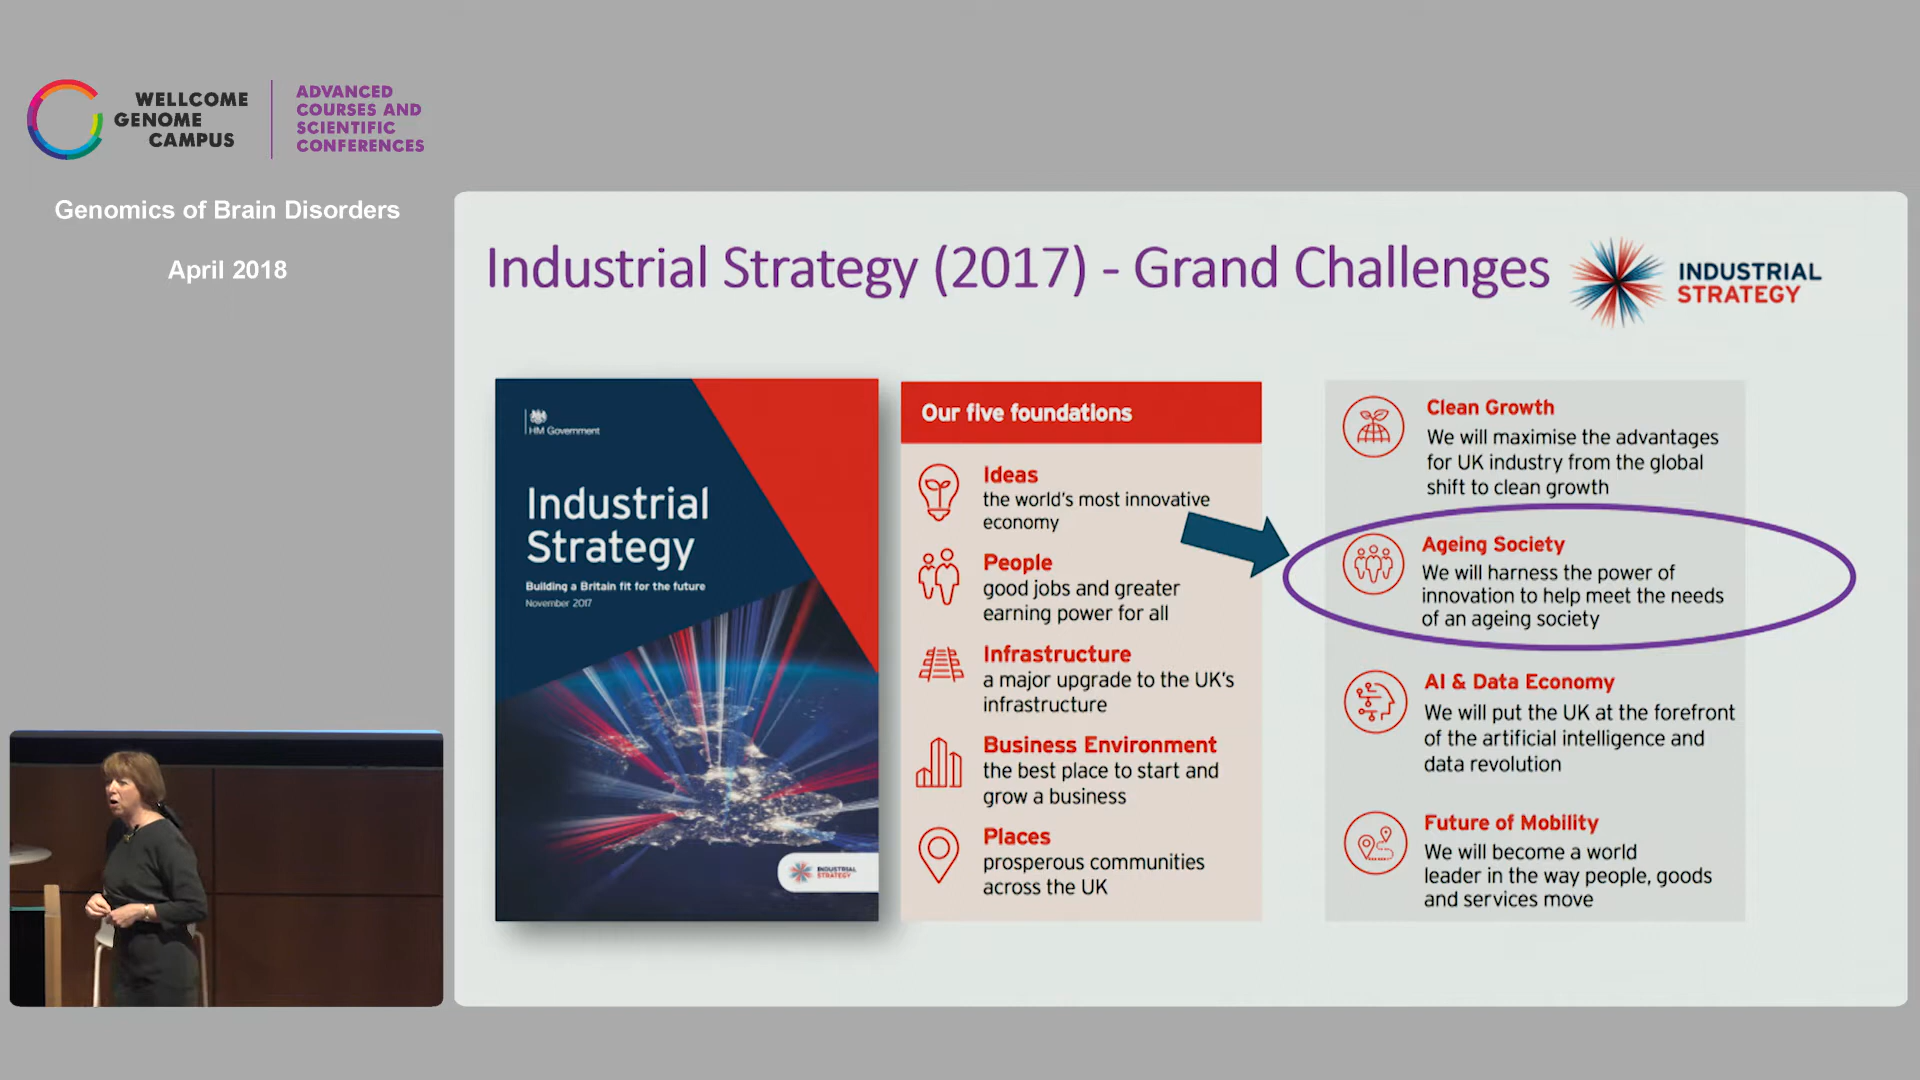 WELLCOME
GENOME
CAMPUS
ADVANCED
COURSES AND
SCIENTIFIC
CONFERENCES
Genomics of Brain Disorders
April 2018
Industrial Strategy (2017) - Grand Challenges
INDUSTRIAL
STRATEGY
HM Government
Industrial
Strategy
Building a Britain fit for the future
November 2017
INDUSTRIAL
STRATEGY
Our five foundations
Ideas
the world's most innovative
economy
People
good jobs and greater
earning power for all
Infrastructure
a major upgrade to the UK's
infrastructure
Business Environment
the best place to start and
grow a business
Places
prosperous communities
across the UK
Clean Growth
We will maximise the advantages
for UK industry from the global
shift to clean growth
Ageing Society
We will harness the power of
innovation to help meet the needs
of an ageing society
AI & Data Economy
We will put the UK at the forefront
of the artificial intelligence and
data revolution
Future of Mobility
We will become a world
leader in the way people, goods
and services move